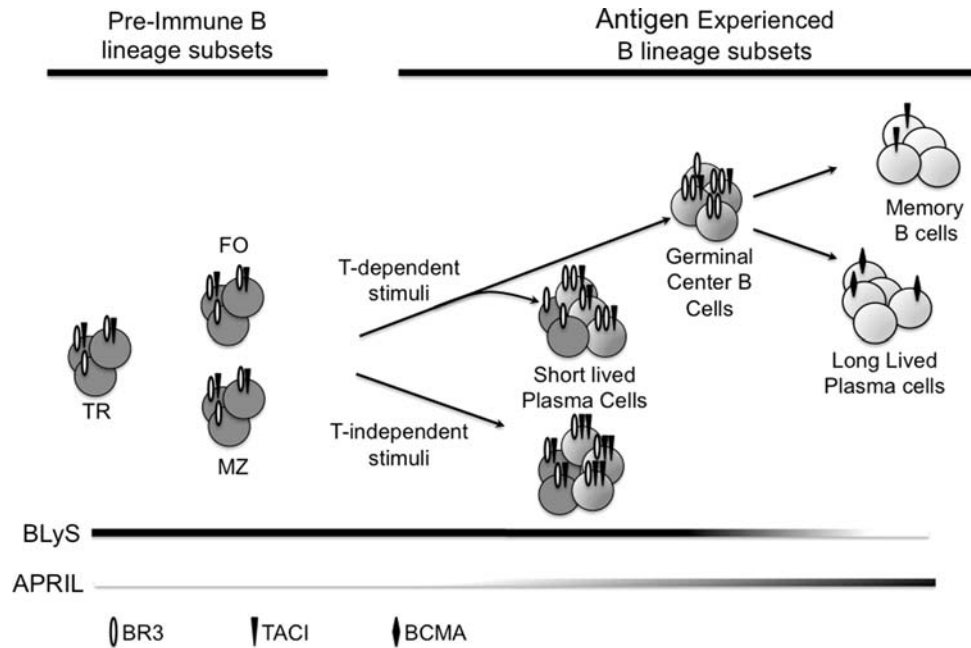 Pre-Immune B
lineage subsets
Antigen Experienced
B lineage subsets
Memory
B cells
FO
T-dependent
stimuli
Germinal
Center B
Cells
TR
Short lived
Plasma Cells
Long Lived
Plasma cells
MZ
T-independent
stimuli
BLyS
APRIL
BR3
TACI
BCMA